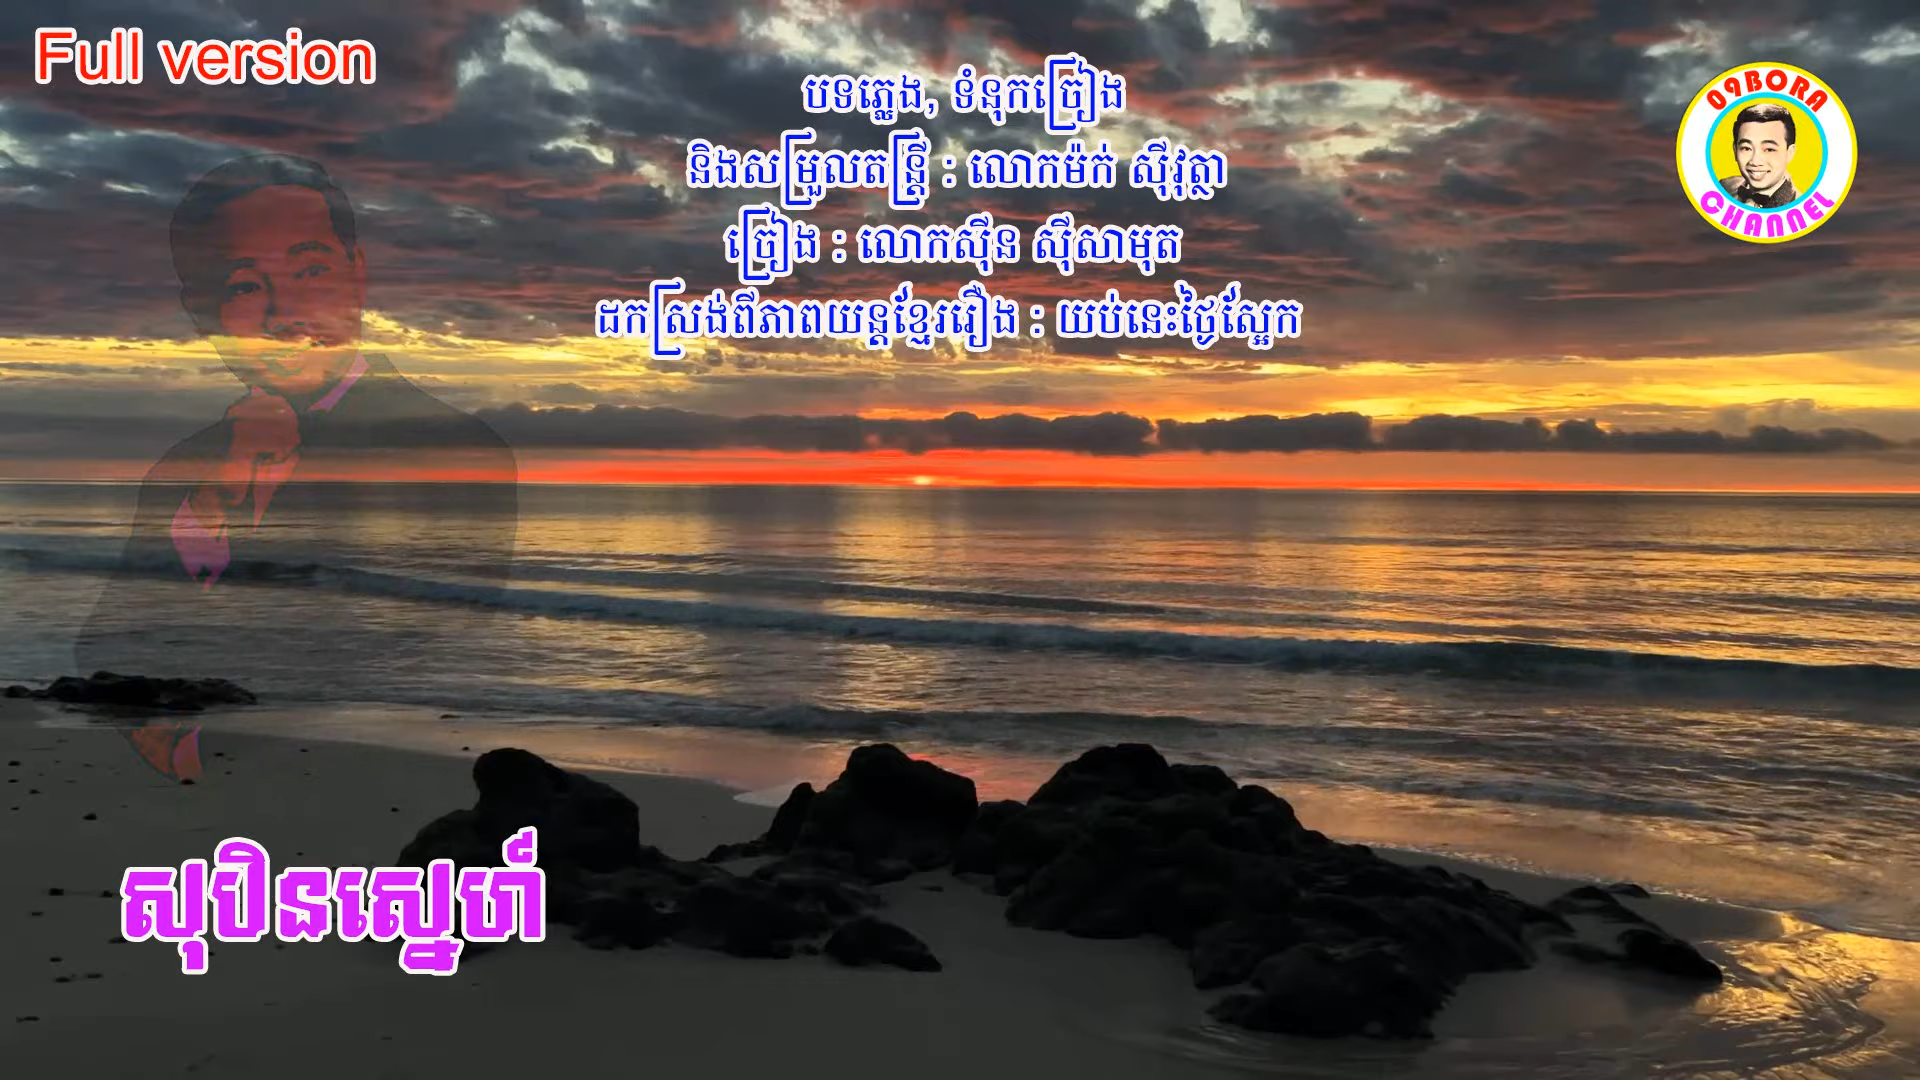 Full version
បទភ្លេង, ទំនុកច្រៀង
និងសម្រួលតន្ត្រី : លោកម៉ក់ ស៊ីវុត្ថា
ច្រៀង : លោកស៊ីន ស៊ីសាមុត
ដកស្រង់ពីភាពយន្តខ្មែររឿង : យប់នេះថ្ងៃស្អែក
09BORA
CHANNEL
សុបិនស្នេហ៍